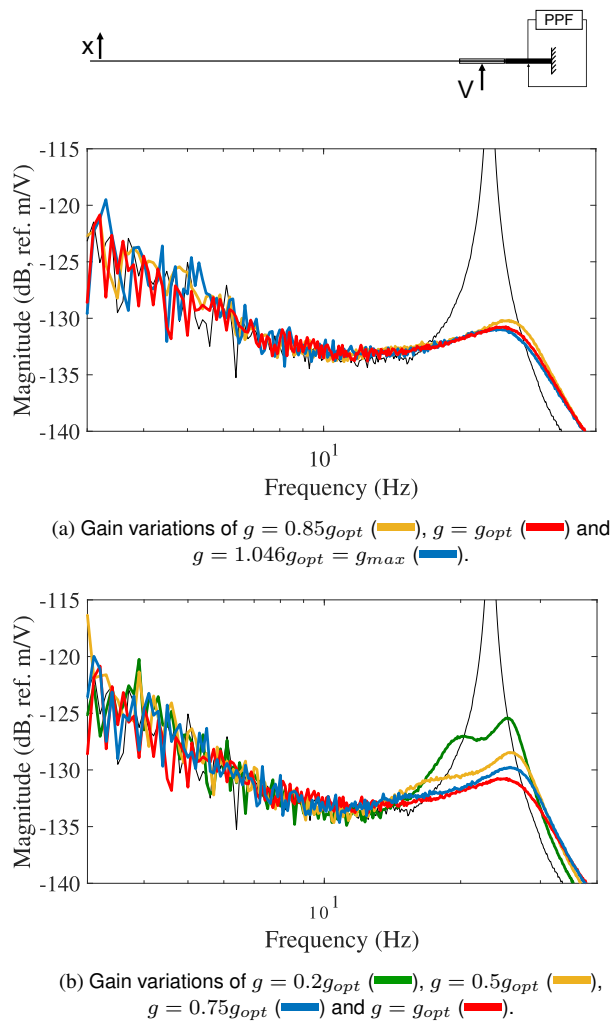 PPF
x
V
-115
-120
-125
-130
-135
-140
Magnitude (dB, ref. m/V)
10^1
Frequency (Hz)
(a) Gain variations of g = 0.85g_opt ( ), g = g_opt ( ) and
g = 1.046g_opt = g_max ( ).
-115
-120
-125
-130
-135
-140
Magnitude (dB, ref. m/V)
10^1
Frequency (Hz)
(b) Gain variations of g = 0.2g_opt ( ), g = 0.5g_opt ( ),
g = 0.75g_opt ( ) and g = g_opt ( ).